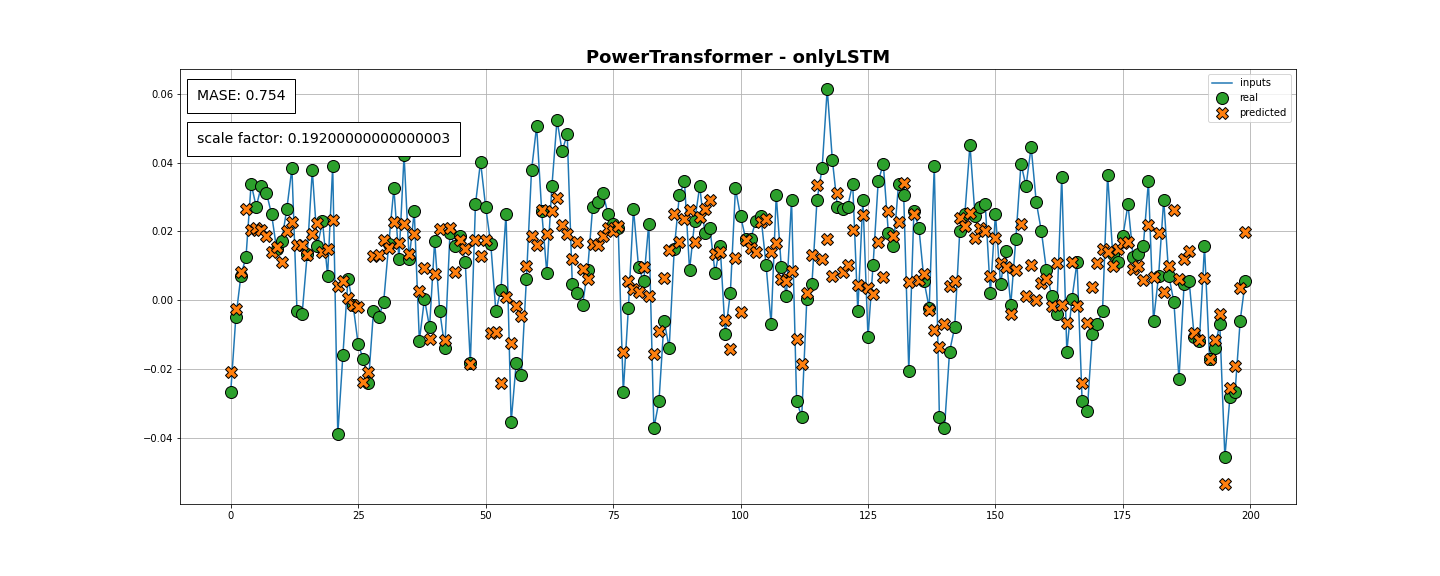 PowerTransformer - onlyLSTM
MASE: 0.754
scale factor: 0.19200000000000003
inputs
real
predicted
0.06
0.04
0.02
0.00
−0.02
−0.04
0 25 50 75 100 125 150 175 200